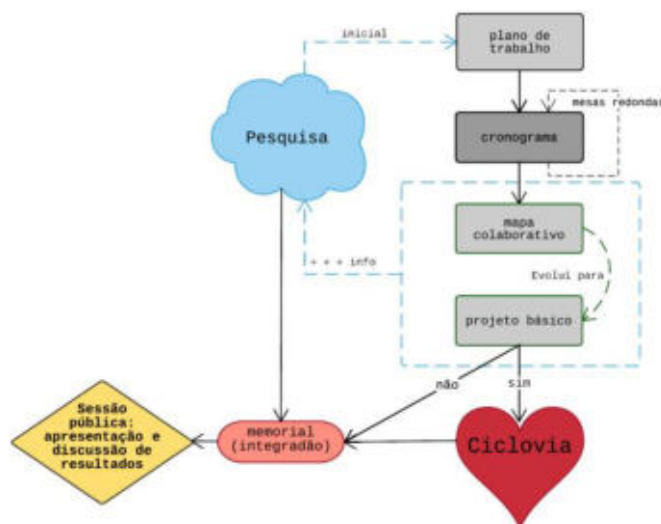 inicial
plano de
trabalho
mesas redondas
cronograma
Pesquisa
mapa
colaborativo
+ + + info
Evolui para
projeto básico
não
sim
Sessão
pública:
apresentação e
discussão de
resultados
memorial
(integradão)
Ciclovia